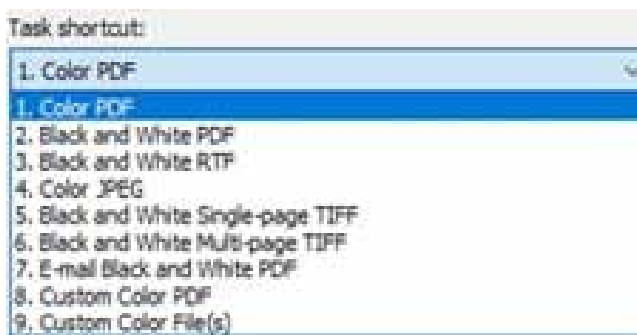 Task shortcut:
1. Color PDF
1. Color PDF
2. Black and White PDF
3. Black and White RTF
4. Color JPEG
5. Black and White Single-page TIFF
6. Black and White Multi-page TIFF
7. E-mail Black and White PDF
8. Custom Color PDF
9. Custom Color File(s)